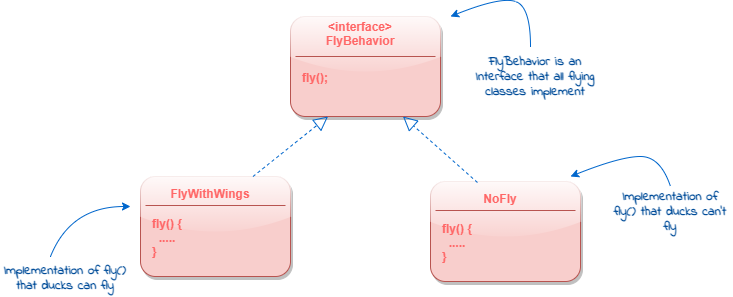 <interface>
FlyBehavior
fly();
FlyBehavior is an
Interface that all flying
classes implement
FlyWithWings
fly() {
.....
}
Implementation of fly()
that ducks can fly
NoFly
fly() {
.....
}
Implementation of
fly() that ducks can't
fly